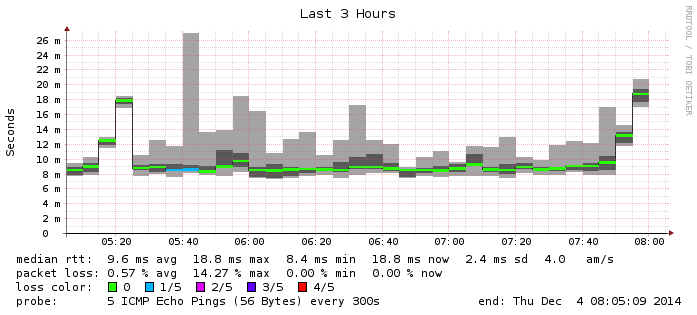 Last 3 Hours
RRDTOOL / TOBI OETIKER
Seconds
26 m
24 m
22 m
20 m
18 m
16 m
14 m
12 m
10 m
8 m
6 m
4 m
2 m
0
05:20 05:40 06:00 06:20 06:40 07:00 07:20 07:40 08:00
median rtt: 9.6 ms avg 18.8 ms max 8.4 ms min 18.8 ms now 2.4 ms sd 4.0 am/s
packet loss: 0.57 % avg 14.27 % max 0.00 % min 0.00 % now
loss color: 0 1/5 2/5 3/5 4/5
probe: 5 ICMP Echo Pings (56 Bytes) every 300s end: Thu Dec 4 08:05:09 2014